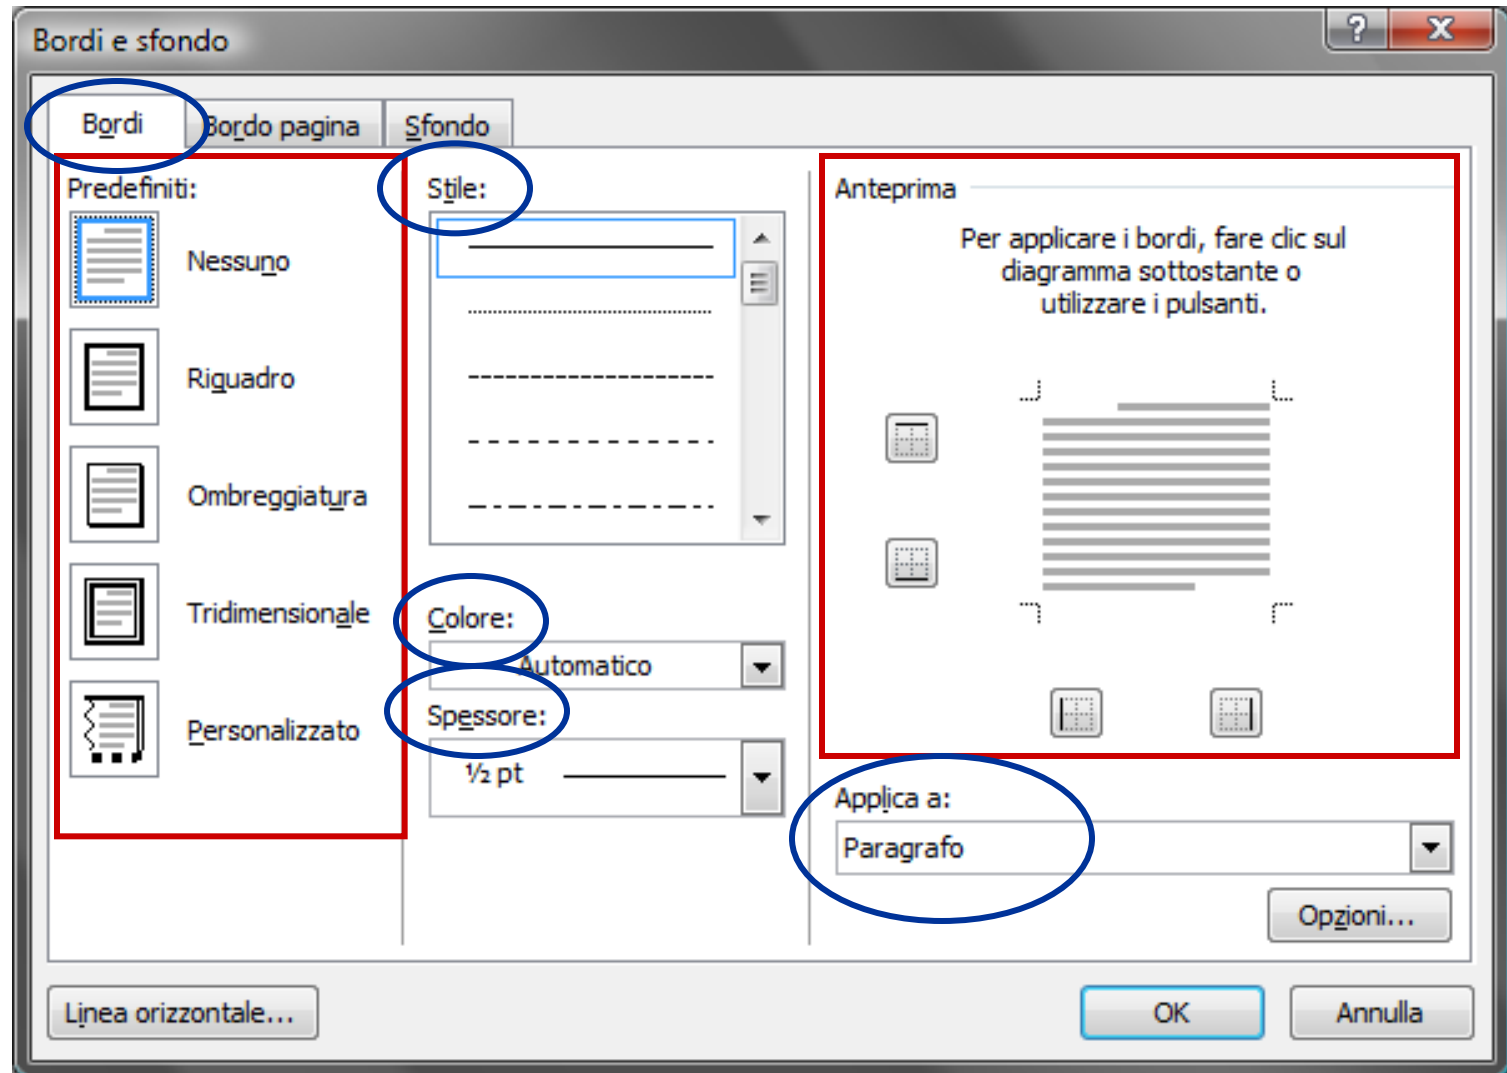 Bordi e sfondo
?
X
Bordi
Bordo pagina
Sfondo
Predefiniti:
Nessuno
Riquadro
Ombreggiatura
Tridimensionale
Personalizzato
Stile:
Colore:
Automatico
Spessore:
½ pt
Anteprima
Per applicare i bordi, fare clic sul
diagramma sottostante o
utilizzare i pulsanti.
Applica a:
Paragrafo
Opzioni...
Linea orizzontale...
OK
Annulla